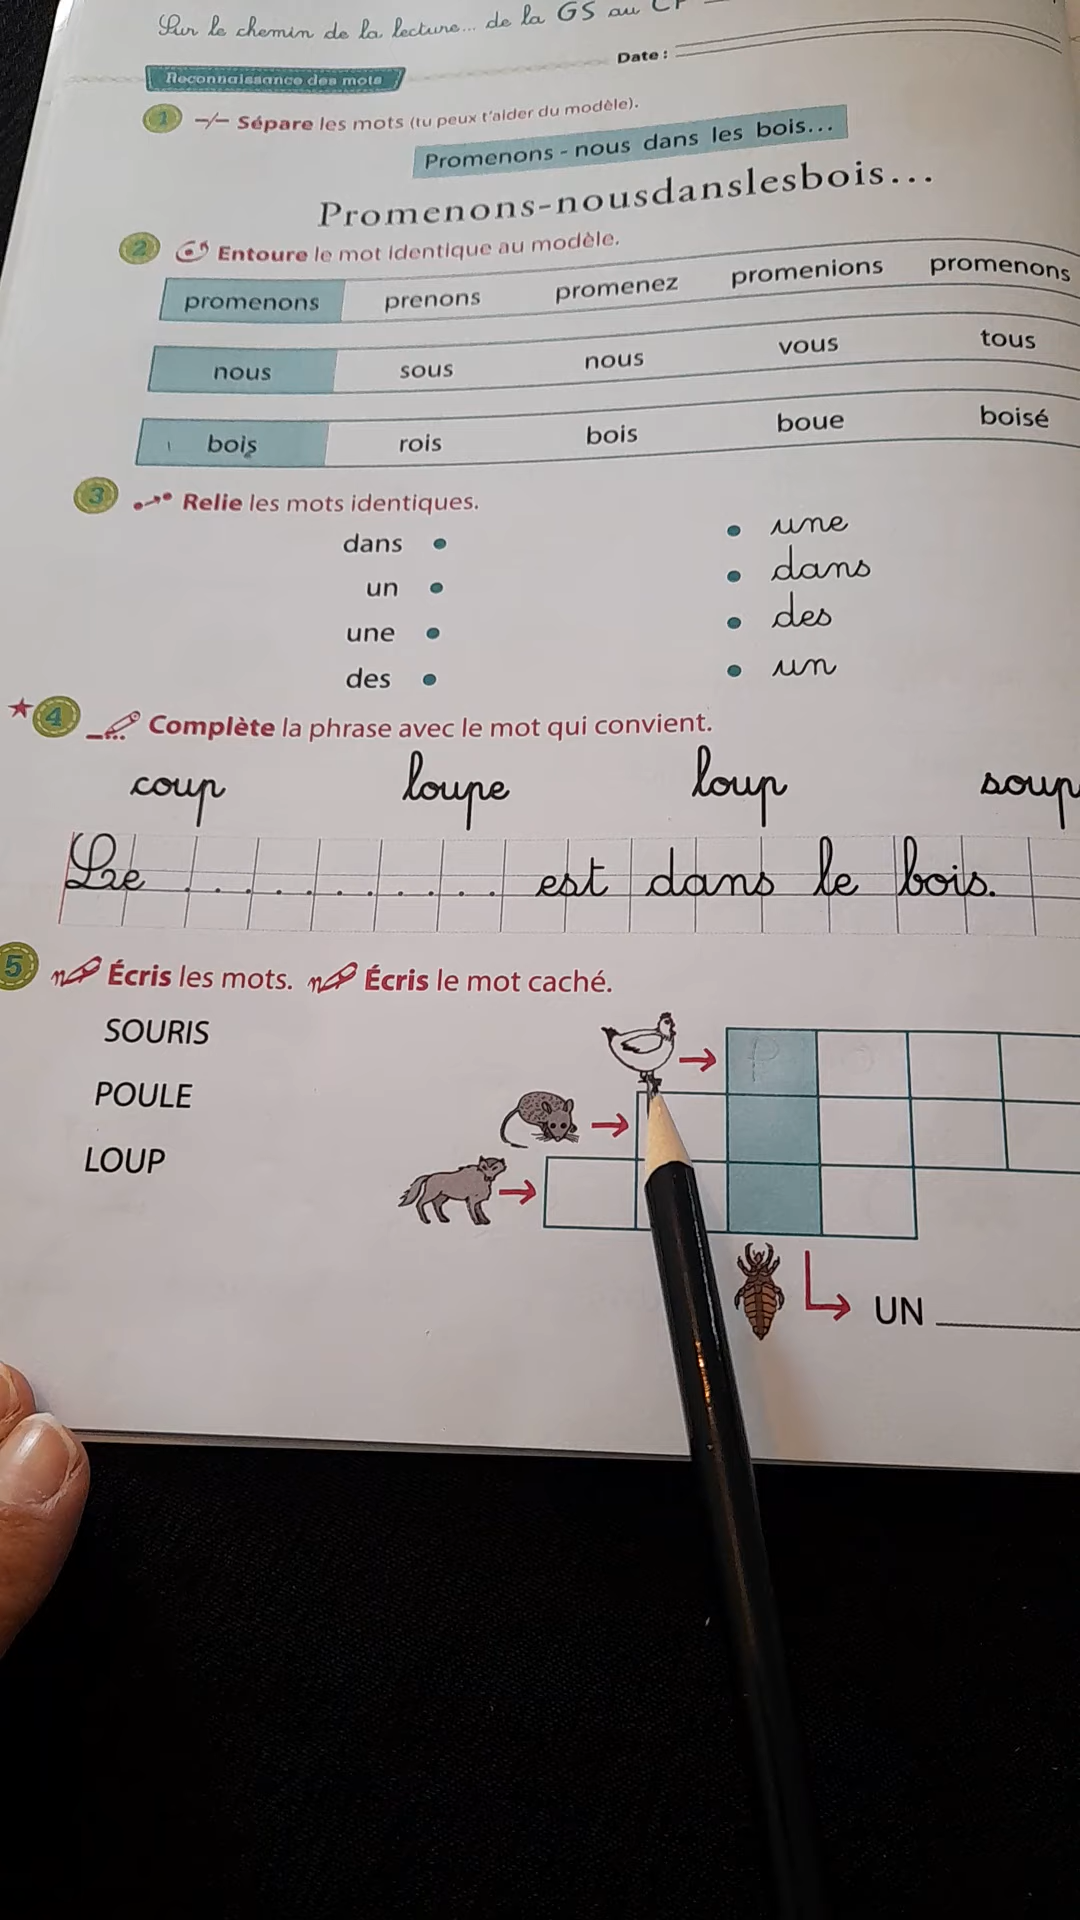 Sur le chemin de la lecture... de la GS au CP
Date :
Reconnaissance des mots
1 Sépare les mots (tu peux t'aider du modèle).
Promenons - nous dans les bois...
Promenons-nousdanslesbois...
2 Entoure le mot identique au modèle.
promenons prenons promenez promenions promenons
nous sous nous vous tous
bois rois bois boue boisé
3 Relie les mots identiques.
dans • • une
un • • dans
une • • des
des • • un
4 Complète la phrase avec le mot qui convient.
coup loupe loup soup
Le . . . . . . . . . . . est dans le bois.
5 Écris les mots. Écris le mot caché.
SOURIS
P
POULE
LOUP
UN